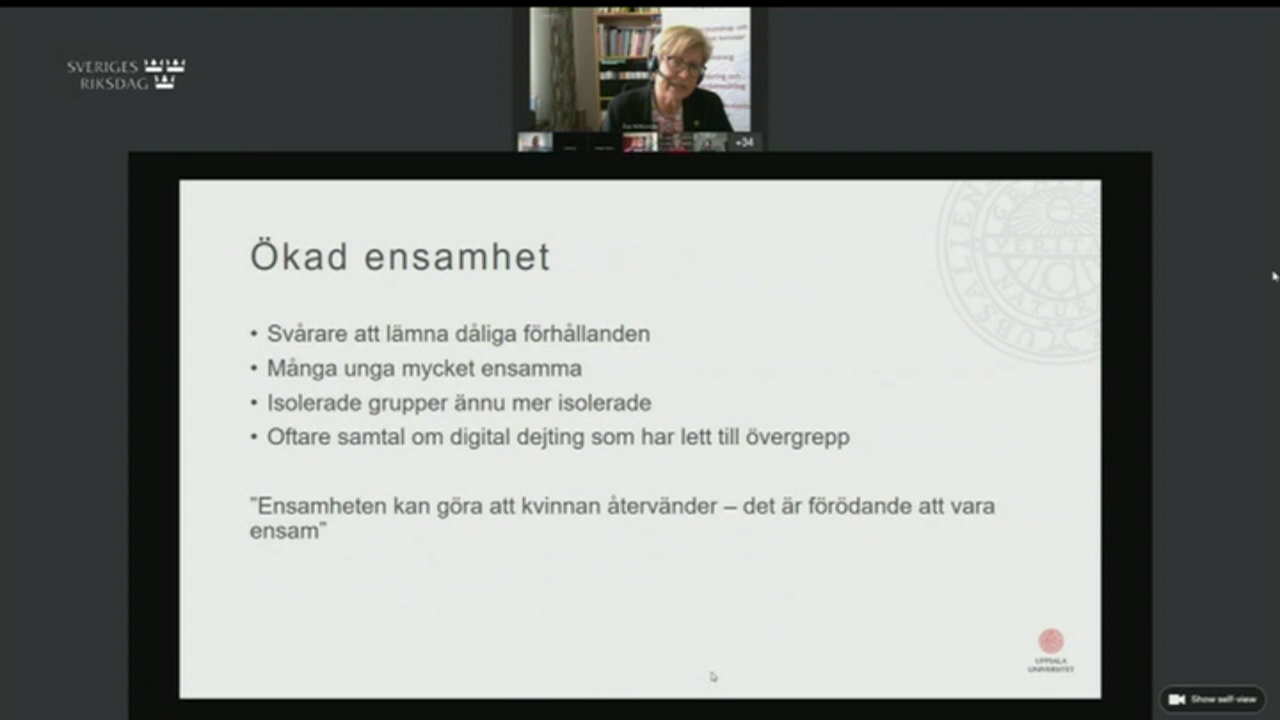 SVERIGES
RIKSDAG
+34
Ökad ensamhet
• Svårare att lämna dåliga förhållanden
• Många unga mycket ensamma
• Isolerade grupper ännu mer isolerade
• Oftare samtal om digital dejting som har lett till övergrepp
”Ensamheten kan göra att kvinnan återvänder – det är förödande att vara
ensam”
UPPSALA
UNIVERSITET
Show self-view